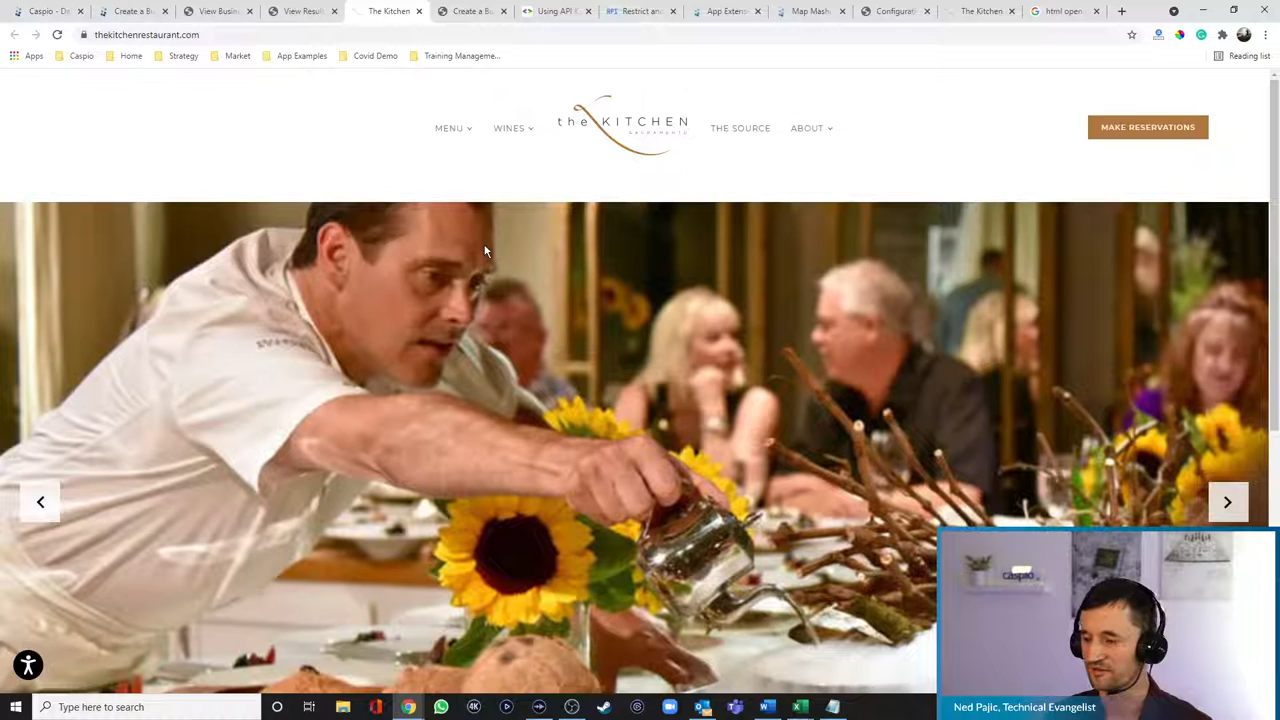 Caspio - D
Create a Bu
View Busin
View Resul
The Kitchen
Create a Bu
Using API K
Restrict an
App Exten
Map Mash
Configurat
The Kitchen
html open
thekitchenrestaurant.com
Apps Caspio Home Strategy Market App Examples Covid Demo Training Manageme... Reading list
MENU WINES the KITCHEN THE SOURCE ABOUT MAKE RESERVATIONS
caspio
Type here to search
Ned Pajic, Technical Evangelist